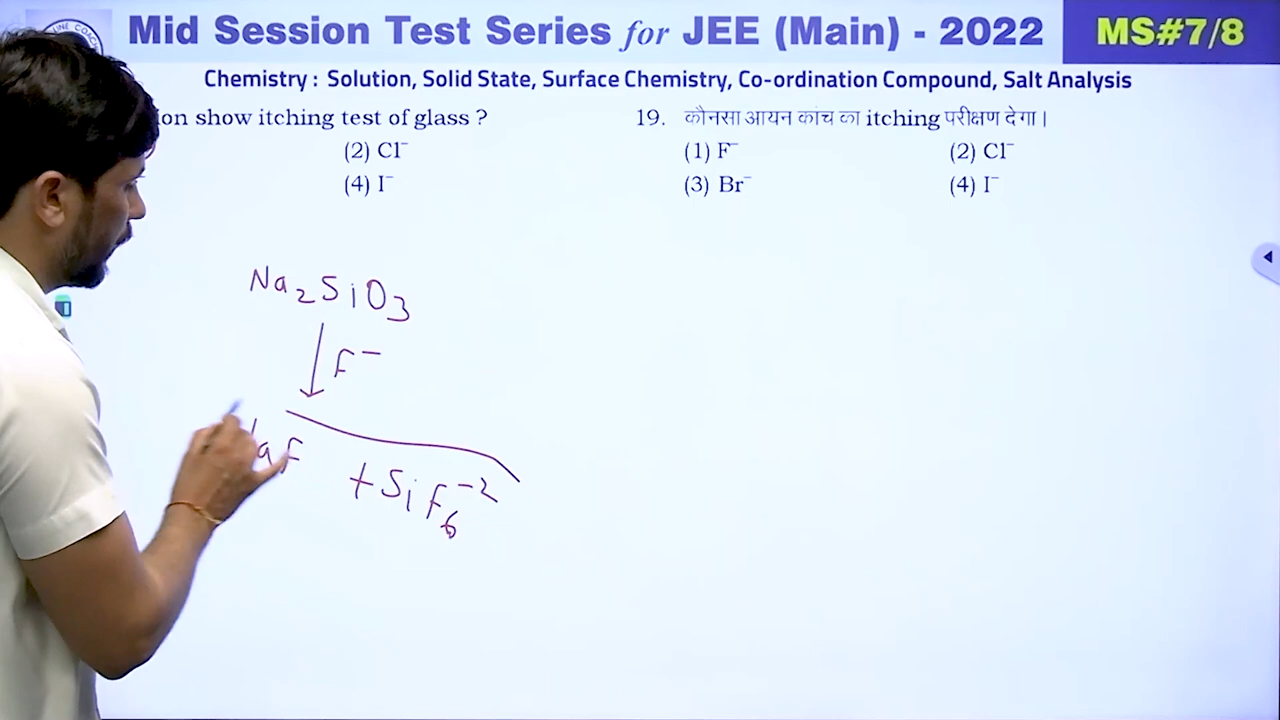 Mid Session Test Series for JEE (Main) - 2022
MS#7/8
Chemistry : Solution, Solid State, Surface Chemistry, Co-ordination Compound, Salt Analysis
show itching test of glass ?
(2) Cl⁻
(4) I⁻
19. कौनसा आयन कांच का itching परीक्षण देगा।
(1) F⁻ (2) Cl⁻
(3) Br⁻ (4) I⁻
Na₂SiO₃
F⁻
aF + SiF₆⁻²